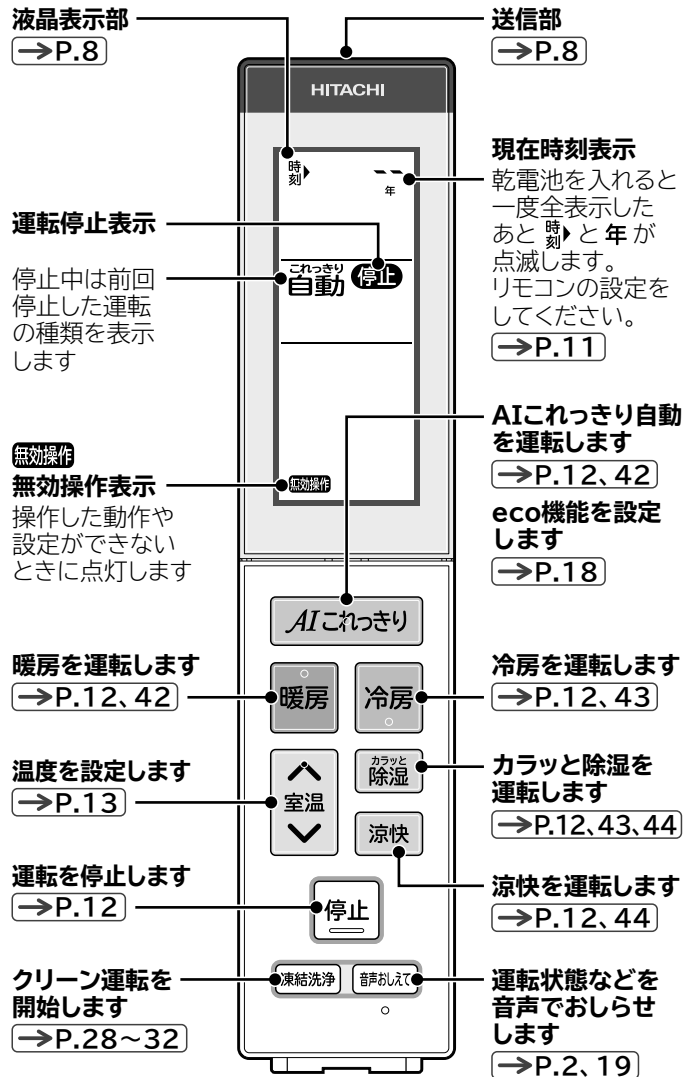 液晶表示部
→P.8
送信部
→P.8
HITACHI
時刻
--
年
現在時刻表示
乾電池を入れると
一度全表示した
あと 時刻 と 年 が
点滅します。
リモコンの設定を
してください。
→P.11
運転停止表示
停止中は前回
停止した運転
の種類を表示
します
これっきり
自動 停止
無効操作
無効操作表示
操作した動作や
設定ができない
ときに点灯します
無効操作
AIこれっきり自動
を運転します
→P.12、42
eco機能を設定
します
→P.18
AIこれっきり
暖房を運転します
→P.12、42
暖房
冷房
冷房を運転します
→P.12、43
温度を設定します
→P.13
室温
カラッと
除湿
カラッと除湿を
運転します
→P.12、43、44
涼快
涼快を運転します
→P.12、44
運転を停止します
→P.12
停止
クリーン運転を
開始します
→P.28～32
凍結洗浄
音声おしえて
運転状態などを
音声でおしらせ
します
→P.2、19